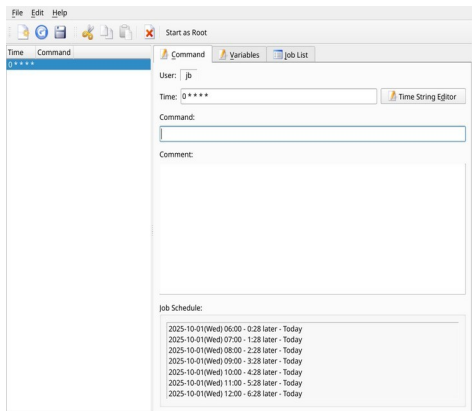 File Edit Help
Start as Root
Time Command
0 * * * *
Command Variables Job List
User: jb
Time: 0 * * * * Time String Editor
Command:
Comment:
Job Schedule:
2025-10-01(Wed) 06:00 - 0:28 later - Today
2025-10-01(Wed) 07:00 - 1:28 later - Today
2025-10-01(Wed) 08:00 - 2:28 later - Today
2025-10-01(Wed) 09:00 - 3:28 later - Today
2025-10-01(Wed) 10:00 - 4:28 later - Today
2025-10-01(Wed) 11:00 - 5:28 later - Today
2025-10-01(Wed) 12:00 - 6:28 later - Today